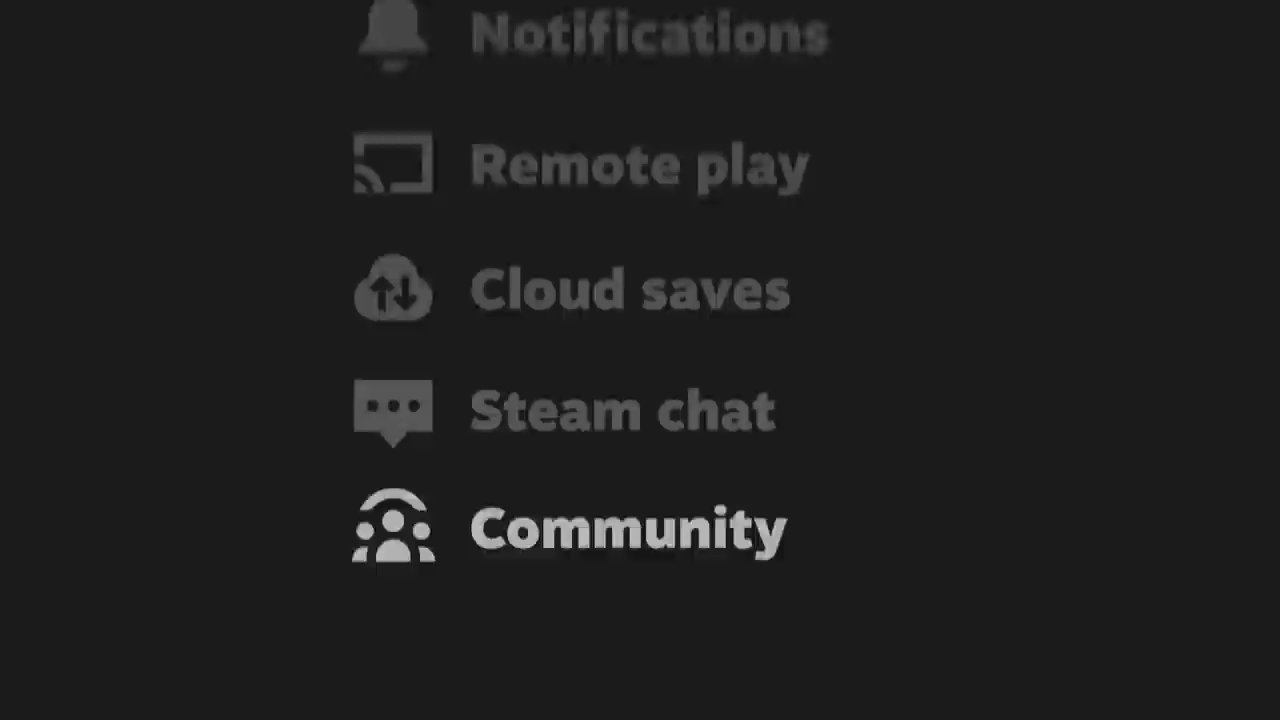 Notifications
Remote play
Cloud saves
Steam chat
Community